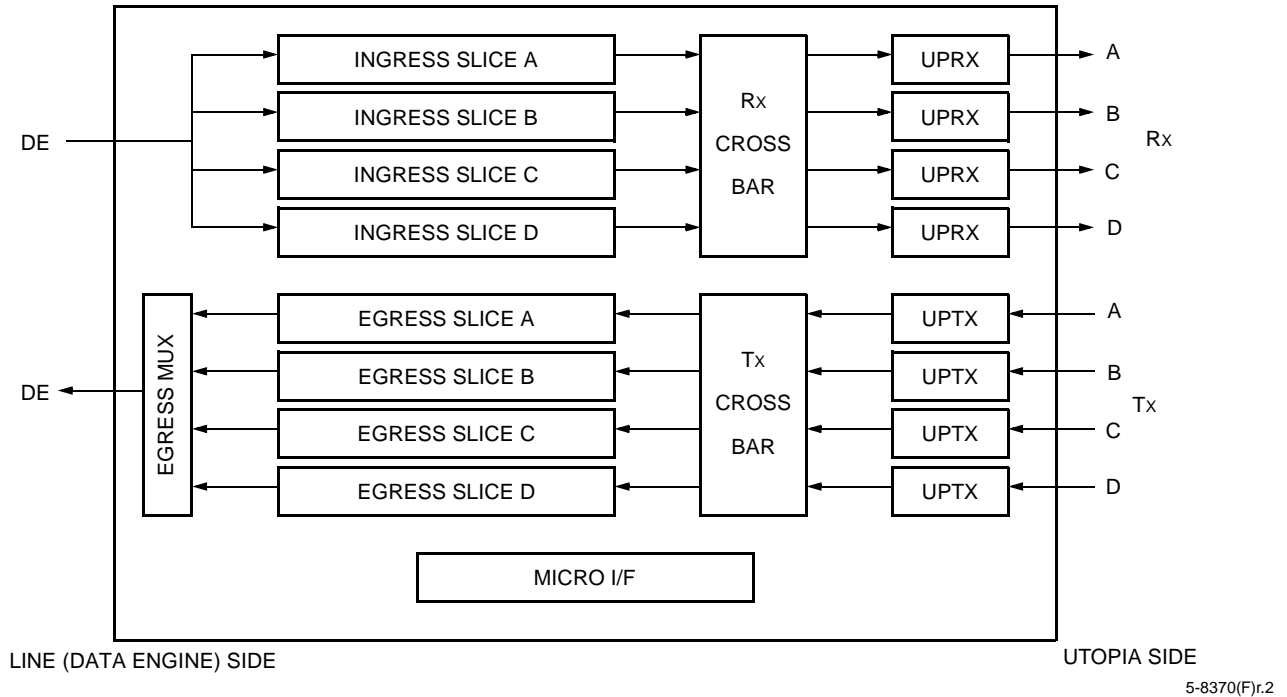 INGRESS SLICE A
UPRX
A
INGRESS SLICE B
UPRX
B
DE
Rx
CROSS
BAR
Rx
INGRESS SLICE C
UPRX
C
INGRESS SLICE D
UPRX
D
EGRESS MUX
EGRESS SLICE A
UPTX
A
EGRESS SLICE B
UPTX
B
DE
Tx
CROSS
BAR
Tx
EGRESS SLICE C
UPTX
C
EGRESS SLICE D
UPTX
D
MICRO I/F
LINE (DATA ENGINE) SIDE
UTOPIA SIDE
5-8370(F)r.2